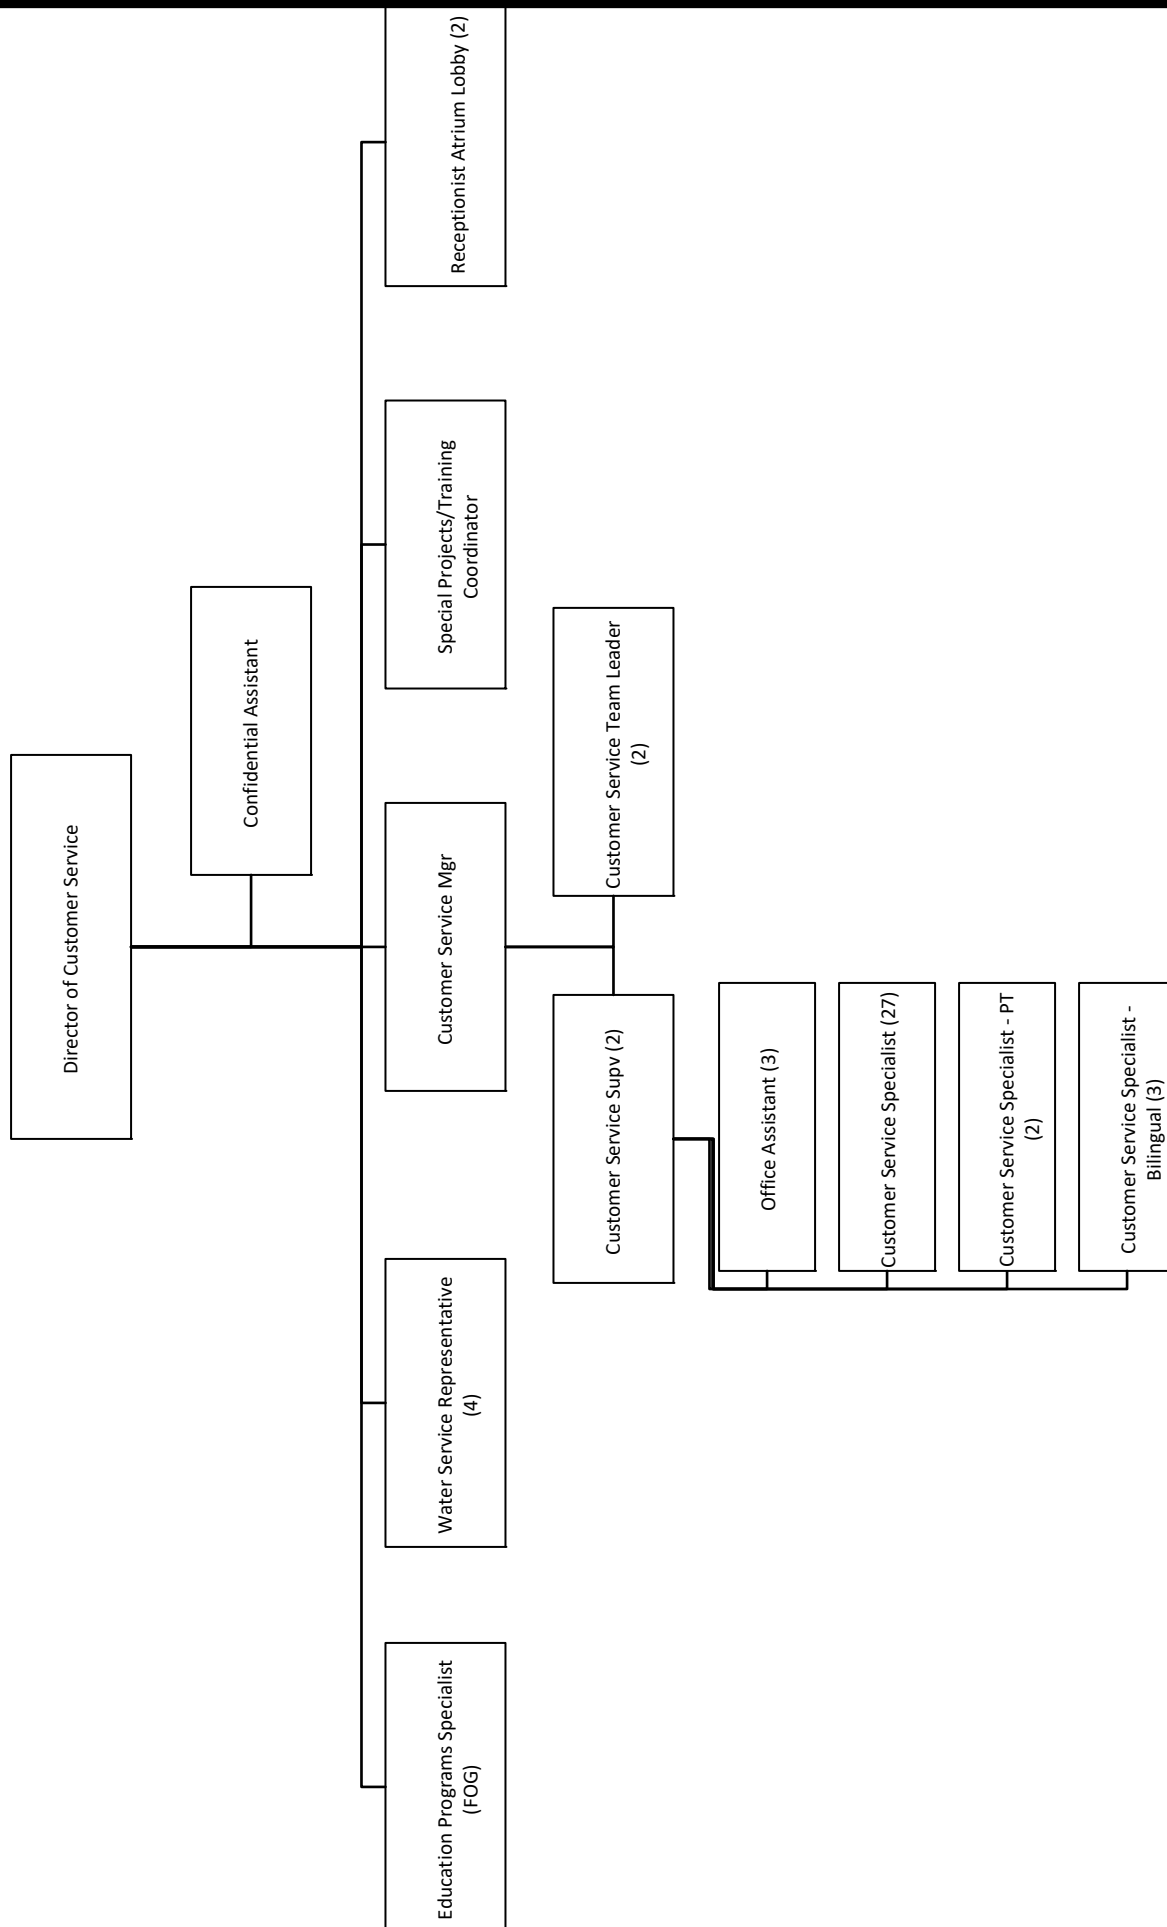 Director of Customer Service
Confidential Assistant
Education Programs Specialist
(FOG)
Water Service Representative
(4)
Customer Service Mgr
Special Projects/Training
Coordinator
Receptionist Atrium Lobby (2)
Customer Service Supv (2)
Customer Service Team Leader
(2)
Office Assistant (3)
Customer Service Specialist (27)
Customer Service Specialist - PT
(2)
Customer Service Specialist -
Bilingual (3)